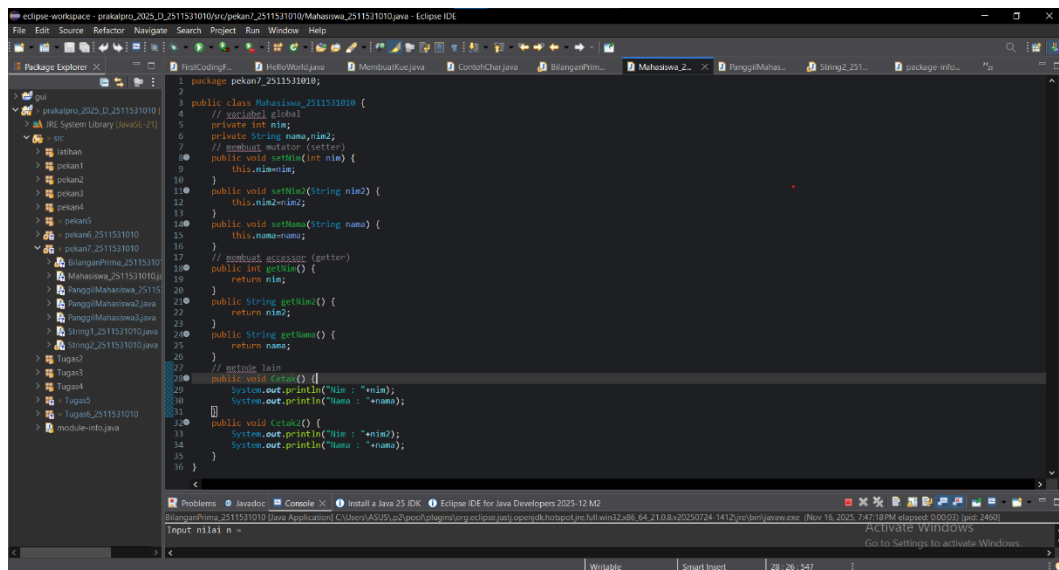 eclipse-workspace - prakalpro_2025_D_2511531010/src/pekan7_2511531010/Mahasiswa_2511531010.java - Eclipse IDE
File Edit Source Refactor Navigate Search Project Run Window Help
Package Explorer
FirstCodingF... HelloWorld.java MembuatKue.java ContohChar.java BilanganPrim... Mahasiswa_2... PanggilMahas... String2_251... package-info...
gui
> prakalpro_2025_D_2511531010 [
JRE System Library [JavaSE-21]
> src
latihan
pekan1
pekan2
pekan3
pekan4
> pekan5
> pekan6_2511531010
> pekan7_2511531010
BilanganPrima_25115310
Mahasiswa_2511531010.ja
PanggilMahasiswa_25115
PanggilMahasiswa2.java
PanggilMahasiswa3.java
String1_2511531010.java
String2_2511531010.java
Tugas2
Tugas3
Tugas4
> Tugas5
> Tugas6_2511531010
module-info.java
1 package pekan7_2511531010;
2
3 public class Mahasiswa_2511531010 {
4 // variabel global
5 private int nim;
6 private String nama,nim2;
7 // membuat mutator (setter)
8 public void setNim(int nim) {
9 this.nim=nim;
10 }
11 public void setNim2(String nim2) {
12 this.nim2=nim2;
13 }
14 public void setNama(String nama) {
15 this.nama=nama;
16 }
17 // membuat accessor (getter)
18 public int getNim() {
19 return nim;
20 }
21 public String getNim2() {
22 return nim2;
23 }
24 public String getNama() {
25 return nama;
26 }
27 // metode lain
28 public void Cetak() {
29 System.out.println("Nim : "+nim);
30 System.out.println("Nama : "+nama);
31 }
32 public void Cetak2() {
33 System.out.println("Nim : "+nim2);
34 System.out.println("Nama : "+nama);
35 }
36 }
Problems Javadoc Console Install a Java 25 JDK Eclipse IDE for Java Developers 2025-12 M2
BilanganPrima_2511531010 [Java Application] C:\Users\ASUS\.p2\pool\plugins\org.eclipse.justj.openjdk.hotspot.jre.full.win32.x86_64_21.0.8.v20250724-1412\jre\bin\javaw.exe (Nov 16, 2025, 7:47:18 PM elapsed: 0:00:03) [pid: 2460]
Input nilai n =
Activate Windows
Go to Settings to activate Windows.
Writable Smart Insert 28 : 26 : 547